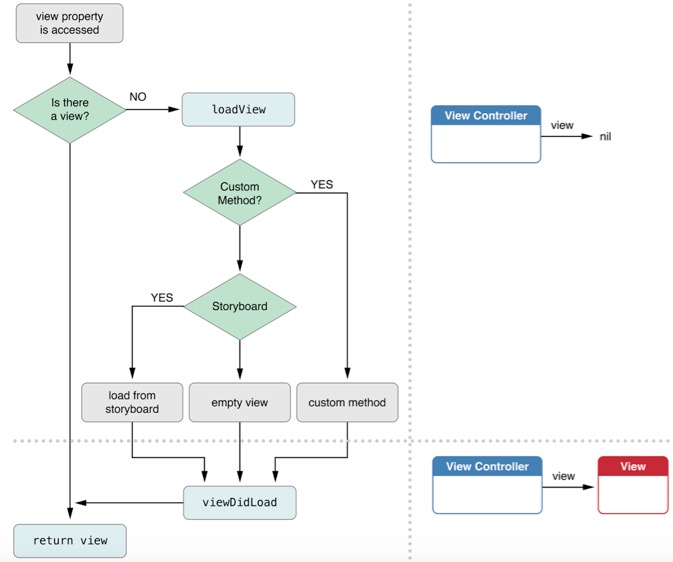 view property
is accessed
Is there
a view?
NO
loadView
Custom
Method?
YES
Storyboard
YES
load from
storyboard
empty view
custom method
viewDidLoad
return view
View Controller
view
nil
View Controller
view
View